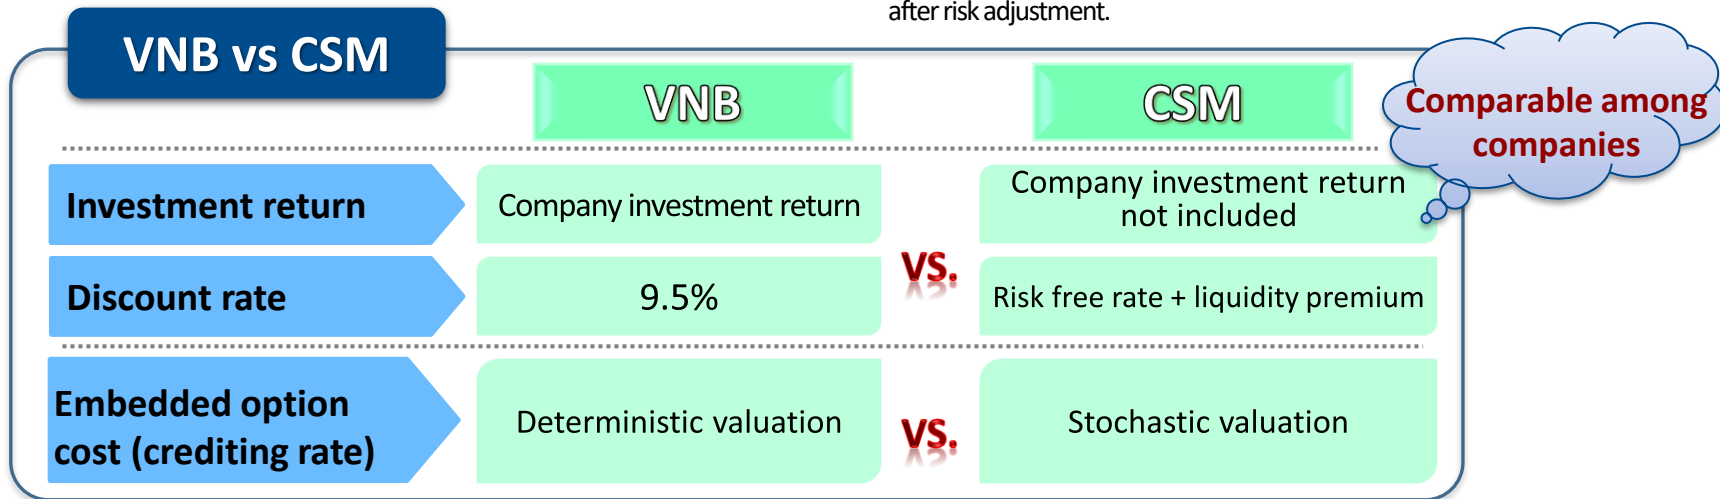 after risk adjustment.
VNB vs CSM
VNB
CSM
Comparable among
companies
Investment return
Company investment return
Company investment return
not included
VS.
Discount rate
9.5%
Risk free rate + liquidity premium
Embedded option
cost (crediting rate)
Deterministic valuation
VS.
Stochastic valuation